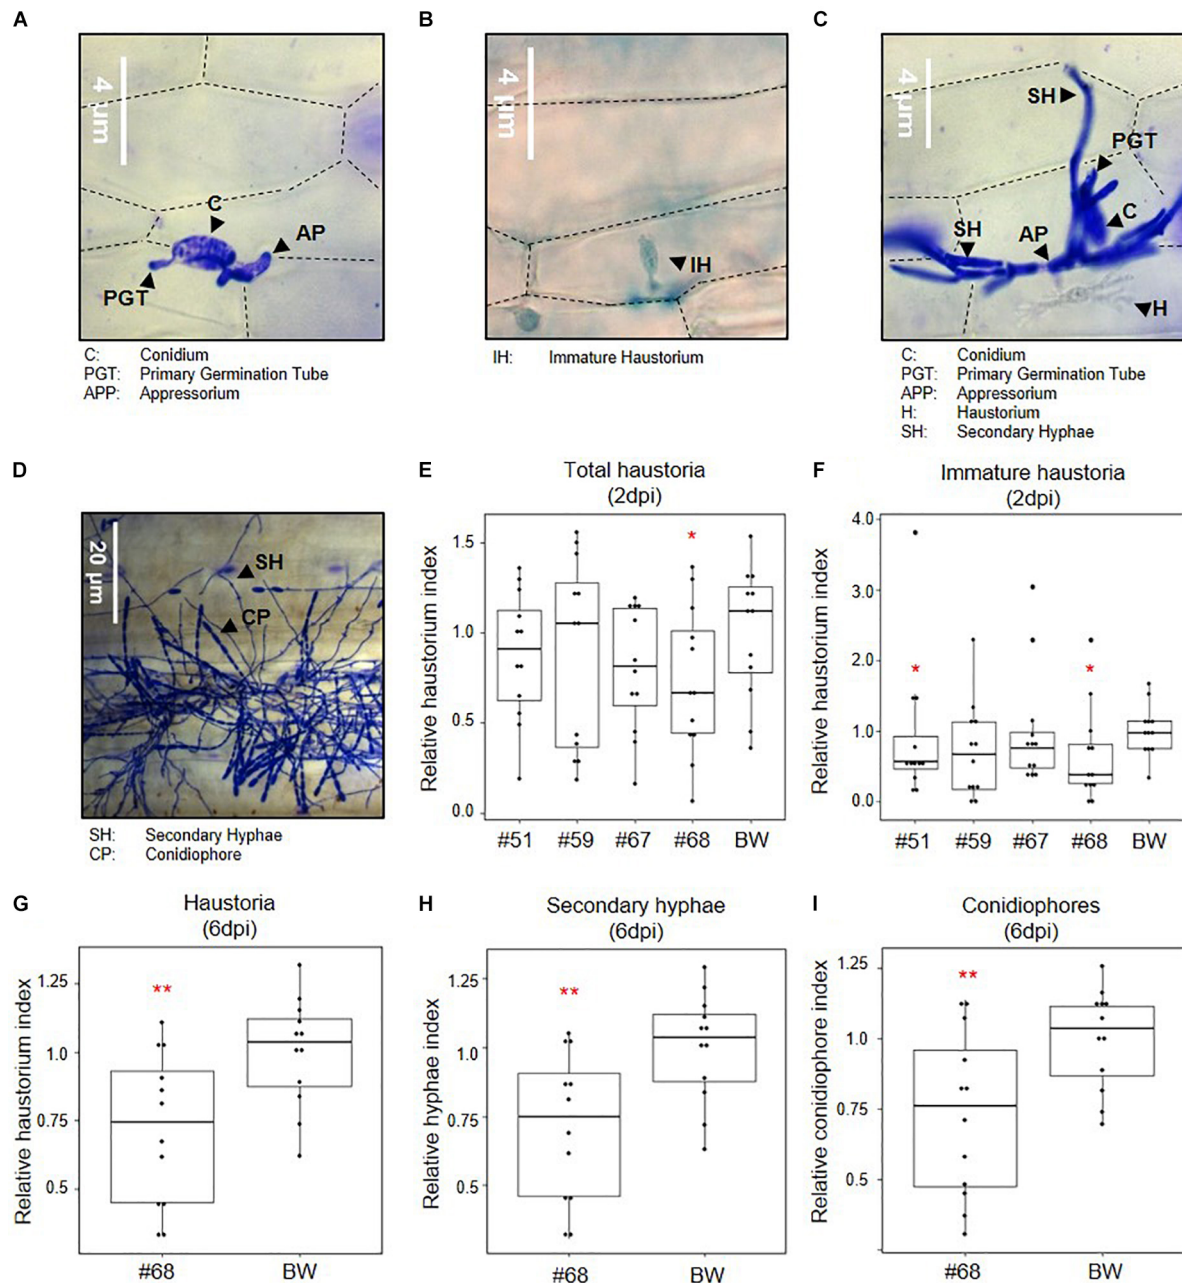 A
4 µm
C
AP
PGT
C: Conidium
PGT: Primary Germination Tube
APP: Appressorium
B
4 µm
IH
IH: Immature Haustorium
C
4 µm
SH
PGT
C
SH
AP
H
C: Conidium
PGT: Primary Germination Tube
APP: Appressorium
H: Haustorium
SH: Secondary Hyphae
D
20 µm
SH
CP
SH: Secondary Hyphae
CP: Conidiophore
E
Total haustoria
(2dpi)
Relative haustorium index
1.5
1.0
0.5
0.0
*
#51 #59 #67 #68 BW
F
Immature haustoria
(2dpi)
Relative haustorium index
4.0
2.0
1.0
0.0
* *
#51 #59 #67 #68 BW
G
Haustoria
(6dpi)
Relative haustorium index
1.25
1.0
0.75
0.5
**
#68 BW
H
Secondary hyphae
(6dpi)
Relative hyphae index
1.25
1.0
0.75
0.5
**
#68 BW
I
Conidiophores
(6dpi)
Relative conidiophore index
1.25
1.0
0.75
0.5
**
#68 BW